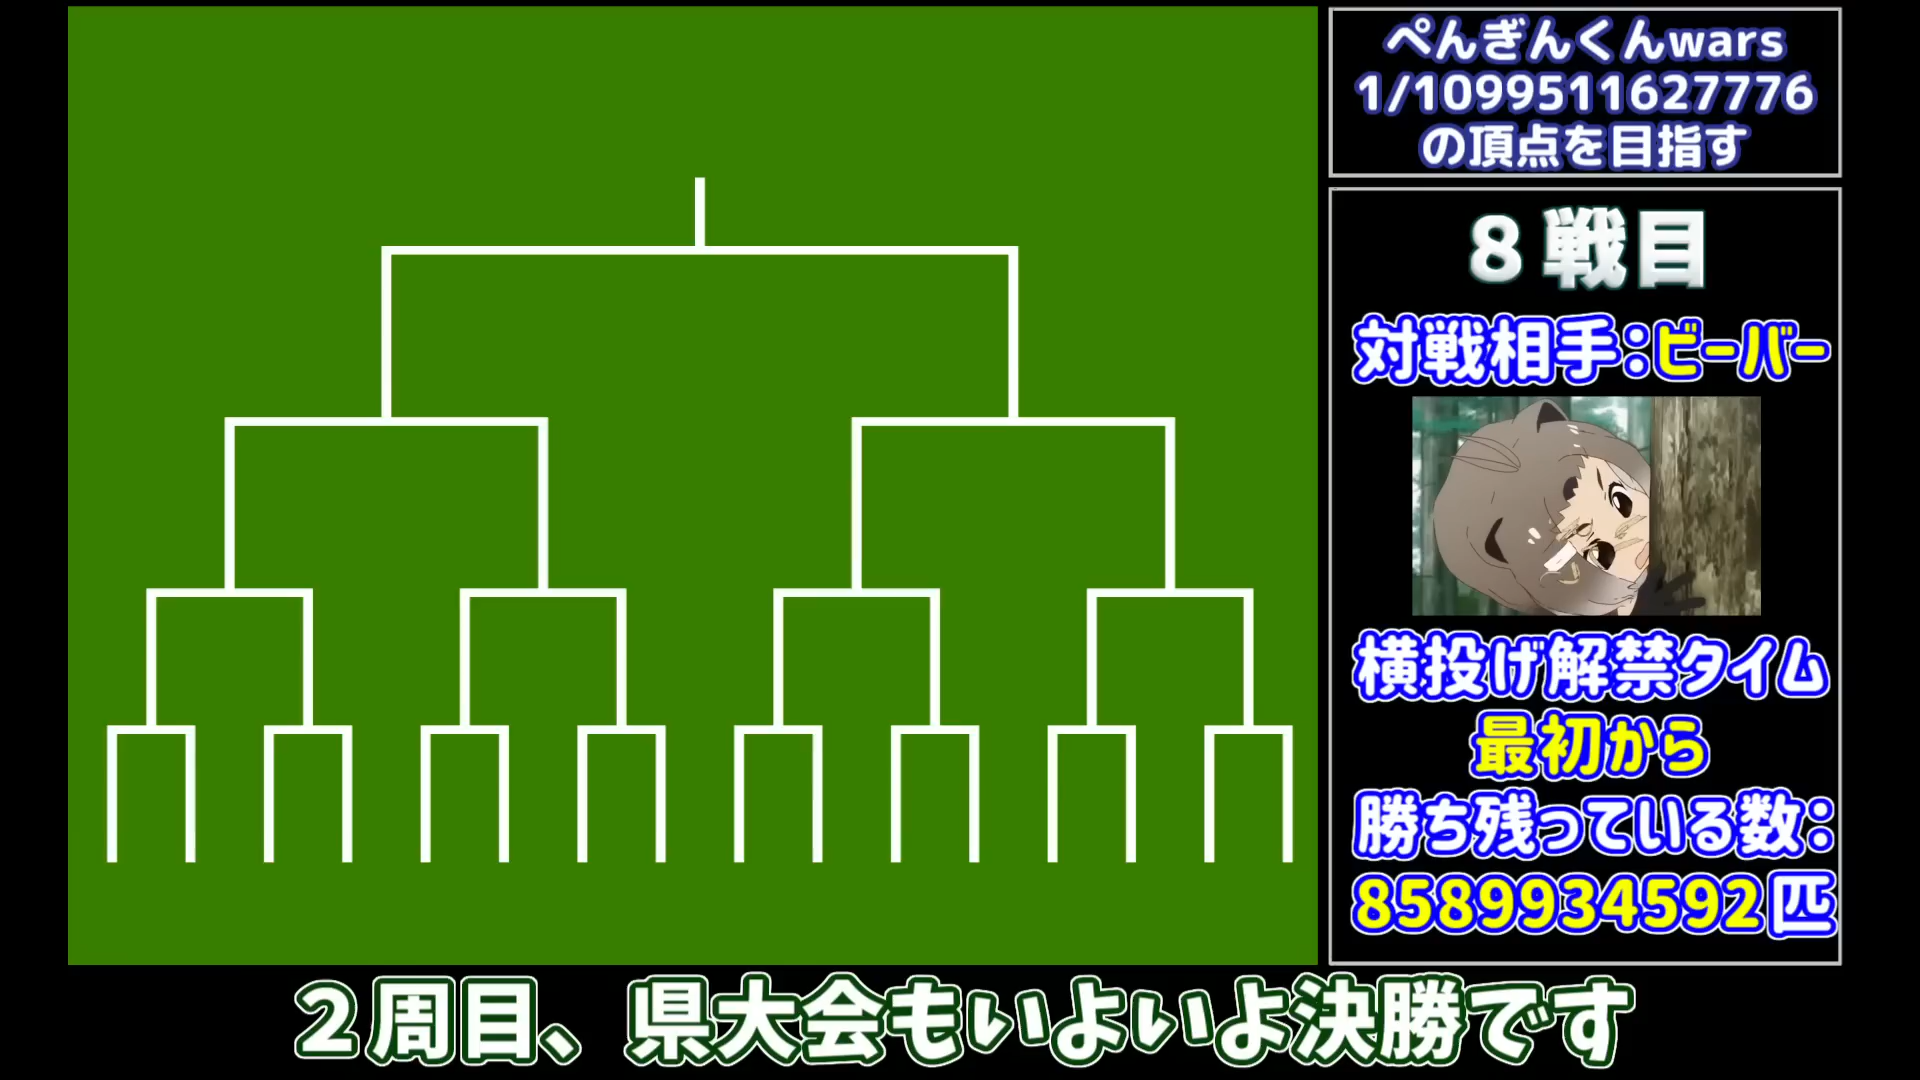 ぺんぎんくんwars
1/1099511627776
の頂点を目指す
８戦目
対戦相手：ビーバー
横投げ解禁タイム
最初から
勝ち残っている数：
8589934592匹
２周目、県大会もいよいよ決勝です